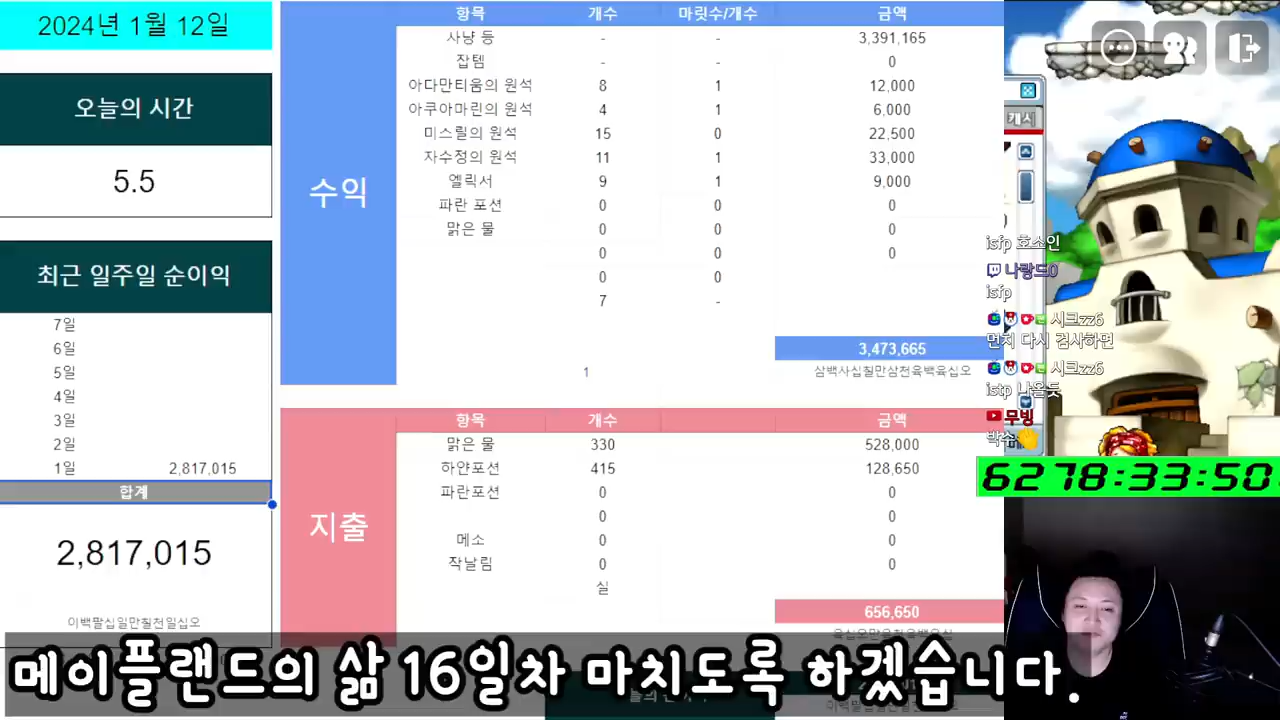 2024년 1월 12일
오늘의 시간
5.5
최근 일주일 순이익
7일
6일
5일
4일
3일
2일
1일 2,817,015
합계
2,817,015
이백팔십일만칠천일십오
수익
항목 개수 마릿수/개수 금액
사냥 등 - - 3,391,165
잡템 - - 0
아다만티움의 원석 8 1 12,000
아쿠아마린의 원석 4 1 6,000
미스릴의 원석 15 0 22,500
자수정의 원석 11 1 33,000
엘릭서 9 1 9,000
파란 포션 0 0 0
맑은 물 0 0 0
0 0 0
0 0
7 -
3,473,665
1 삼백사십칠만삼천육백육십오
지출
항목 개수 금액
맑은 물 330 528,000
하얀포션 415 128,650
파란포션 0 0
0 0
메소 0 0
작날림 0 0
실
656,650
육십오만육천육백오십
캐시
isfp 호소인
나랑드0
isfp
시크zz6
먼치 다시 검사하면
시크zz6
istp 나올듯
무빙
박수
6278:33:50
메이플랜드의 삶 16일차 마치도록 하겠습니다.